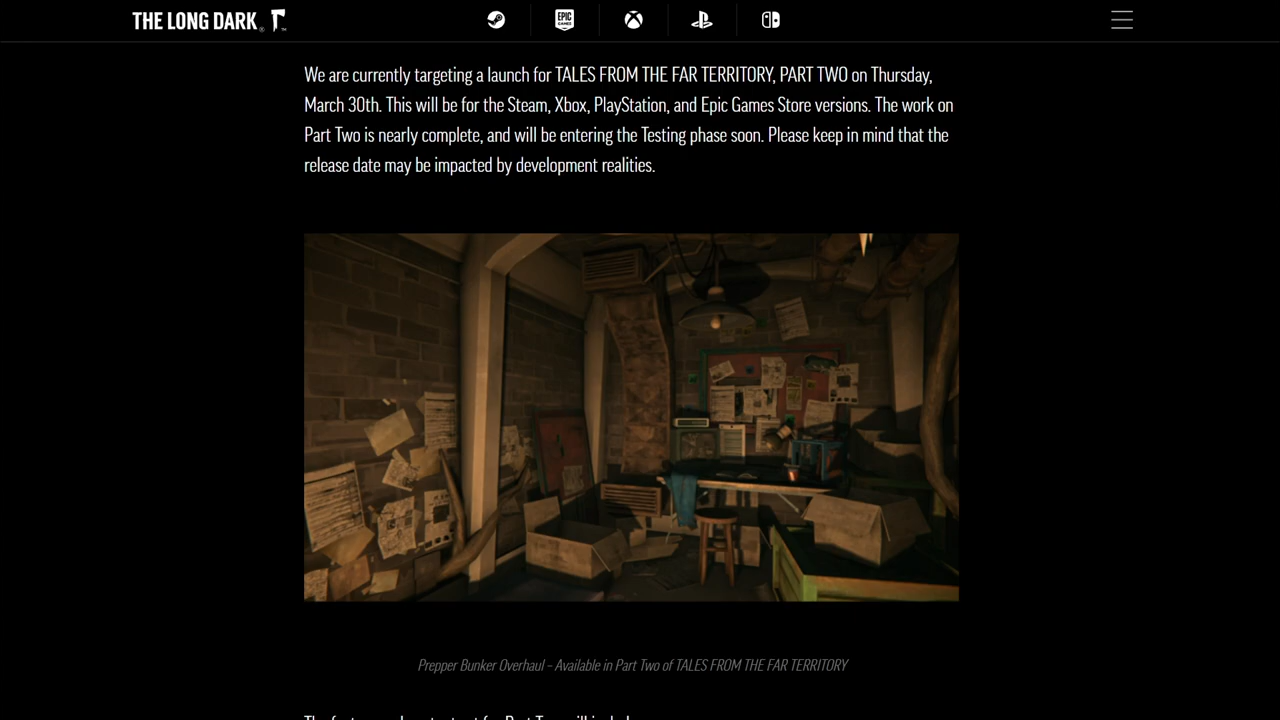 THE LONG DARK
EPIC
GAMES
We are currently targeting a launch for TALES FROM THE FAR TERRITORY, PART TWO on Thursday,
March 30th. This will be for the Steam, Xbox, PlayStation, and Epic Games Store versions. The work on
Part Two is nearly complete, and will be entering the Testing phase soon. Please keep in mind that the
release date may be impacted by development realities.
Prepper Bunker Overhaul – Available in Part Two of TALES FROM THE FAR TERRITORY